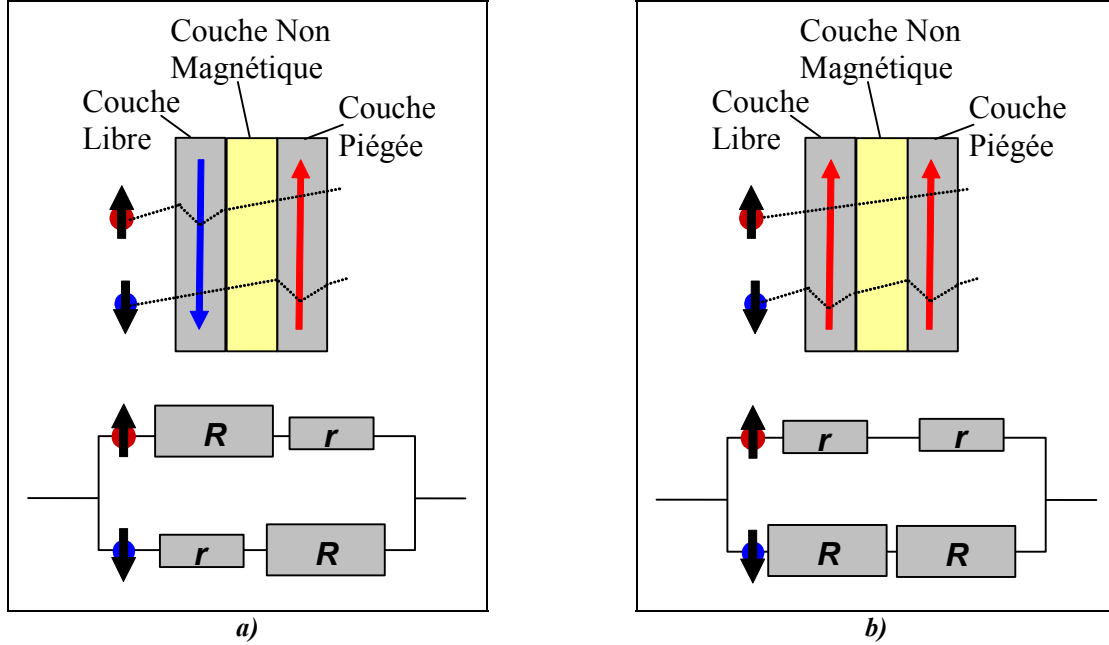 Couche Non
Magnétique
Couche
Libre
Couche
Piégée
R
r
r
R
a)
Couche Non
Magnétique
Couche
Libre
Couche
Piégée
r
r
R
R
b)